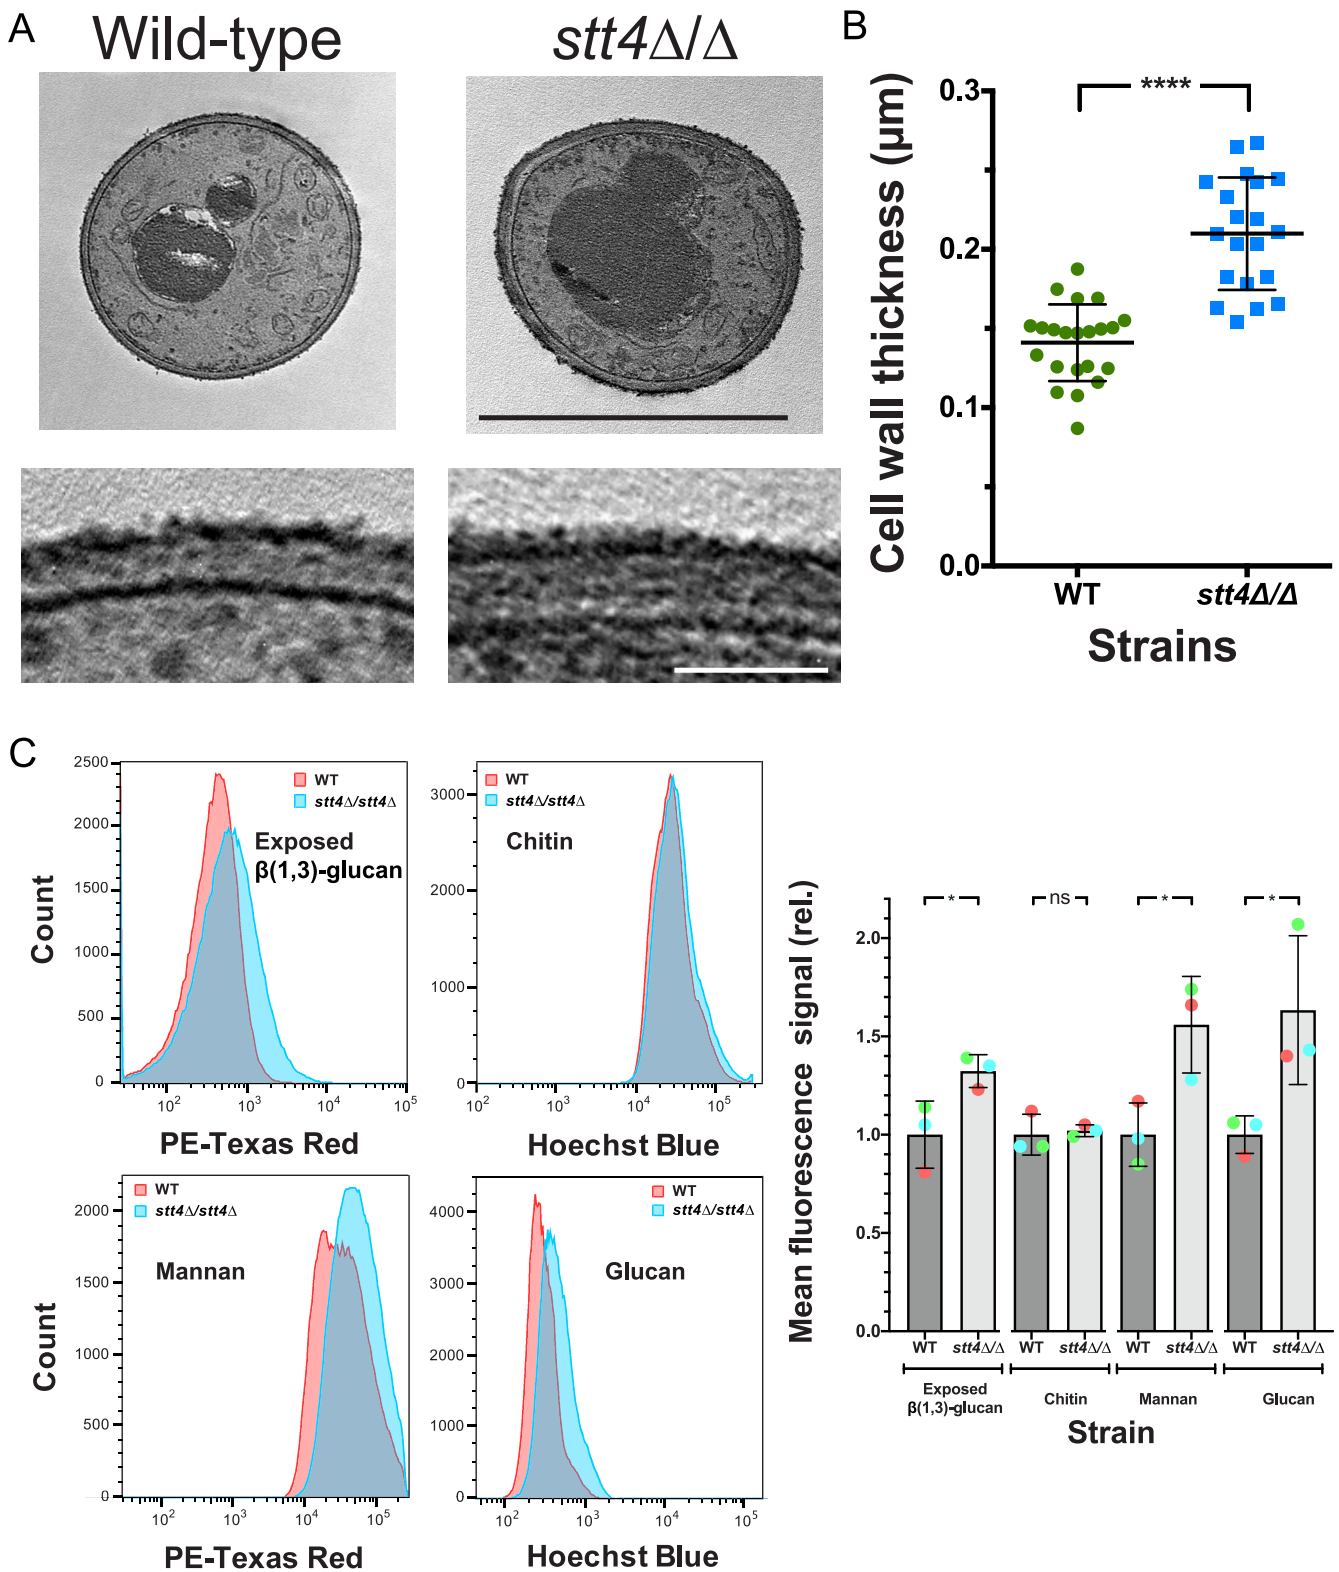 A
Wild-type
stt4Δ/Δ
B
Cell wall thickness (μm)
0.3
0.2
0.1
0.0
****
WT
stt4Δ/Δ
Strains
C
Count
2500
2000
1500
1000
500
0
WT
stt4Δ/stt4Δ
Exposed
β(1,3)-glucan
10²
10³
10⁴
10⁵
PE-Texas Red
3000
2000
1000
0
WT
stt4Δ/stt4Δ
Chitin
10²
10³
10⁴
10⁵
Hoechst Blue
Count
2000
1500
1000
500
0
WT
stt4Δ/stt4Δ
Mannan
10²
10³
10⁴
10⁵
PE-Texas Red
4000
3000
2000
1000
0
WT
stt4Δ/stt4Δ
Glucan
10²
10³
10⁴
10⁵
Hoechst Blue
Mean fluorescence signal (rel.)
2.0
1.5
1.0
0.5
0.0
* ns * *
WT stt4Δ/Δ WT stt4Δ/Δ WT stt4Δ/Δ WT stt4Δ/Δ
Exposed
β(1,3)-glucan
Chitin
Mannan
Glucan
Strain